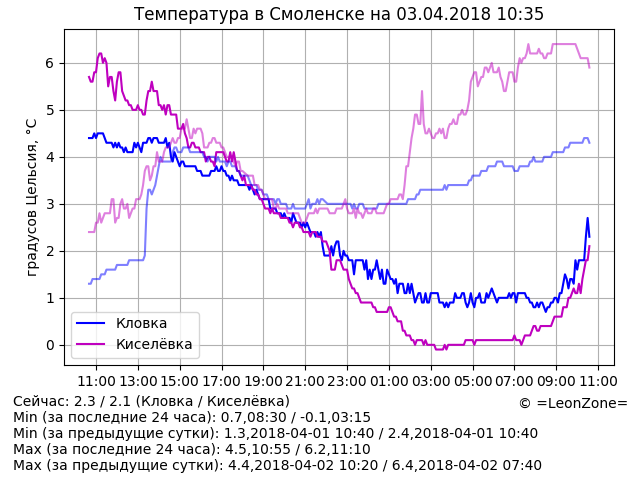 Температура в Смоленске на 03.04.2018 10:35
градусов Цельсия, °C
6
5
4
3
2
1
0
Кловка
Киселёвка
11:00 13:00 15:00 17:00 19:00 21:00 23:00 01:00 03:00 05:00 07:00 09:00 11:00
Сейчас: 2.3 / 2.1 (Кловка / Киселёвка)
© =LeonZone=
Min (за последние 24 часа): 0.7,08:30 / -0.1,03:15
Min (за предыдущие сутки): 1.3,2018-04-01 10:40 / 2.4,2018-04-01 10:40
Max (за последние 24 часа): 4.5,10:55 / 6.2,11:10
Max (за предыдущие сутки): 4.4,2018-04-02 10:20 / 6.4,2018-04-02 07:40